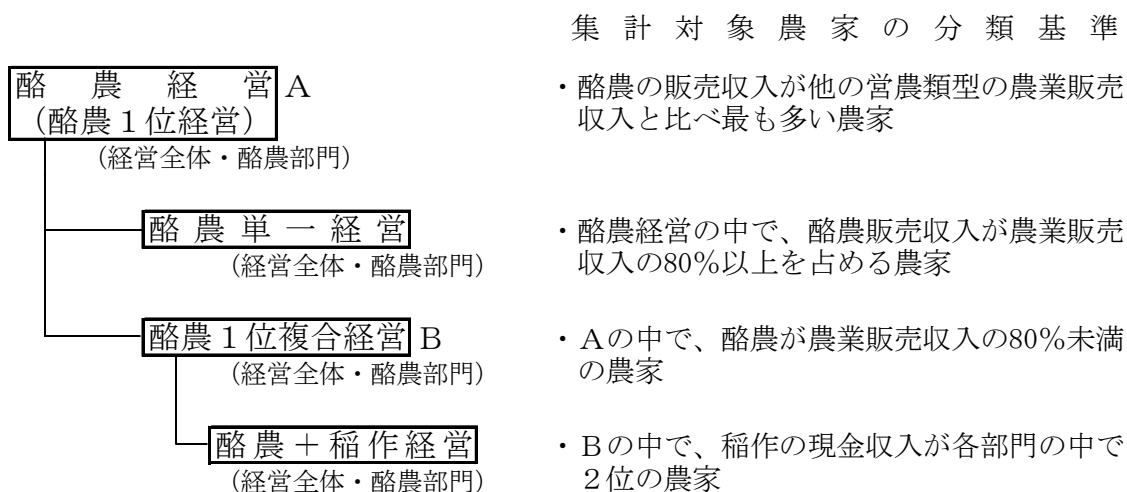 集計対象農家の分類基準
酪農経営 A
（酪農１位経営）
（経営全体・酪農部門）
・酪農の販売収入が他の営農類型の農業販売
収入と比べ最も多い農家
酪農単一経営
（経営全体・酪農部門）
・酪農経営の中で、酪農販売収入が農業販売
収入の80％以上を占める農家
酪農１位複合経営 B
（経営全体・酪農部門）
・Ａの中で、酪農が農業販売収入の80％未満
の農家
酪農＋稲作経営
（経営全体・酪農部門）
・Ｂの中で、稲作の現金収入が各部門の中で
２位の農家